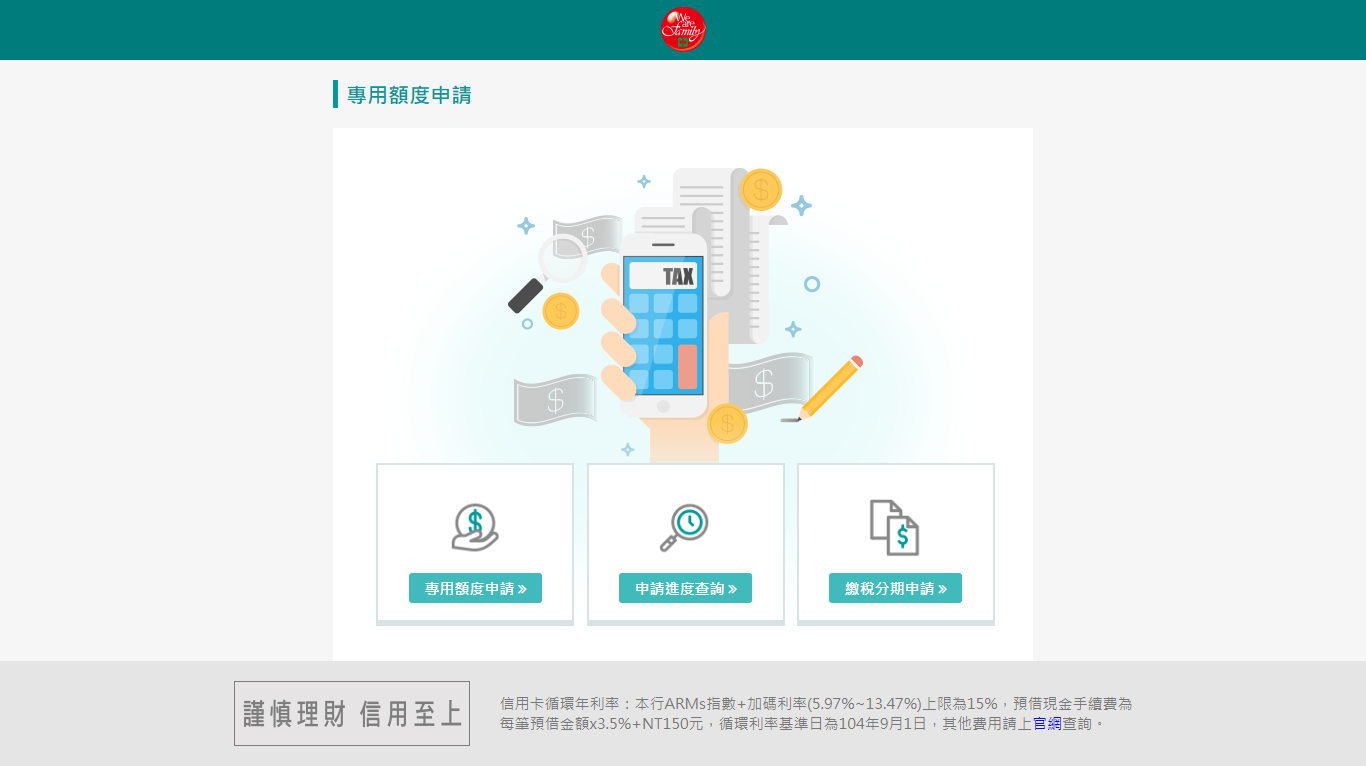 We are Family
專用額度申請
TAX
專用額度申請 »
申請進度查詢 »
繳稅分期申請 »
謹慎理財 信用至上
信用卡循環年利率：本行ARMs指數+加碼利率(5.97%~13.47%)上限為15%，預借現金手續費為
每筆預借金額x3.5%+NT150元，循環利率基準日為104年9月1日，其他費用請上官網查詢。